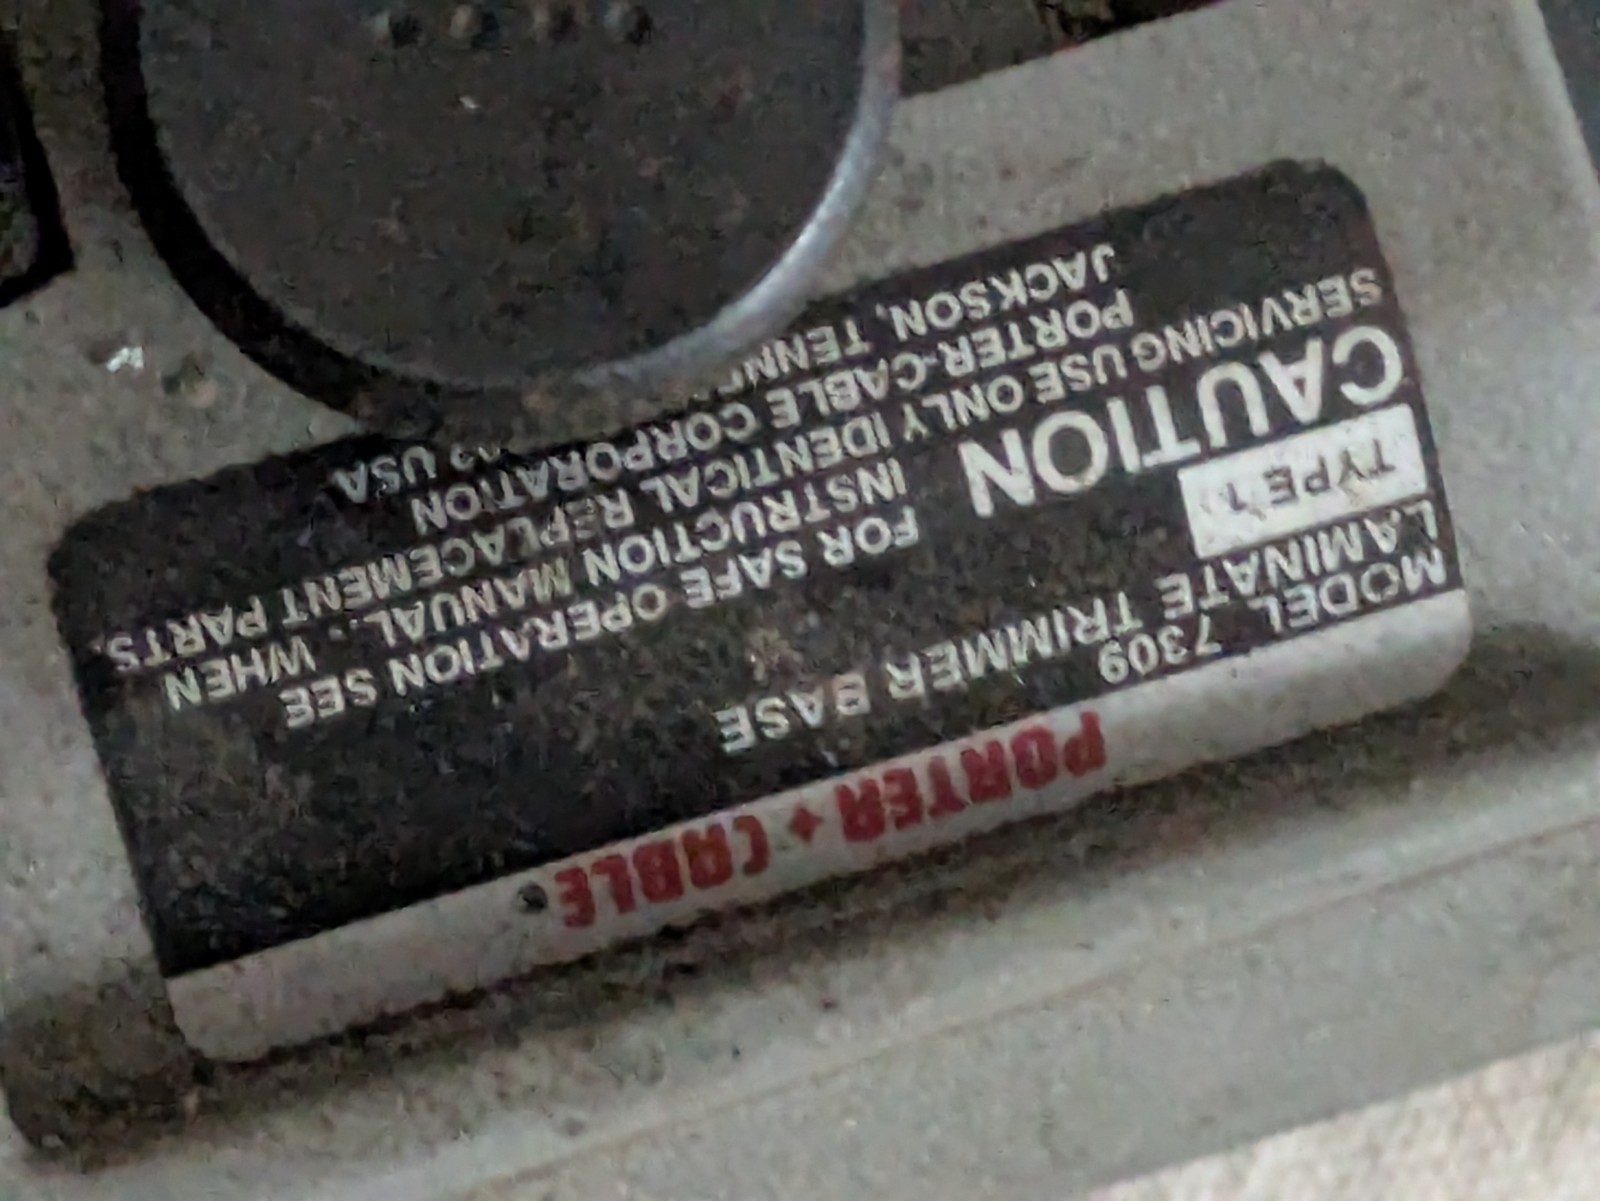 PORTER+CABLE
MODEL 7309
LAMINATE TRIMMER BASE
TYPE 1
CAUTION FOR SAFE OPERATION SEE
INSTRUCTION MANUAL. WHEN
SERVICING USE ONLY IDENTICAL REPLACEMENT PARTS.
PORTER-CABLE CORPORATION
JACKSON, USA